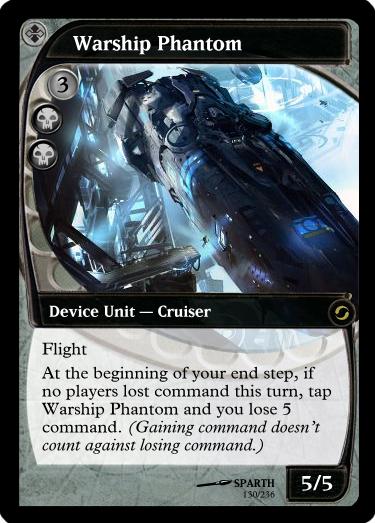 Warship Phantom
3
Device Unit — Cruiser
Flight
At the beginning of your end step, if
no players lost command this turn, tap
Warship Phantom and you lose 5
command. (Gaining command doesn't
count against losing command.)
SPARTH
130/236
5/5